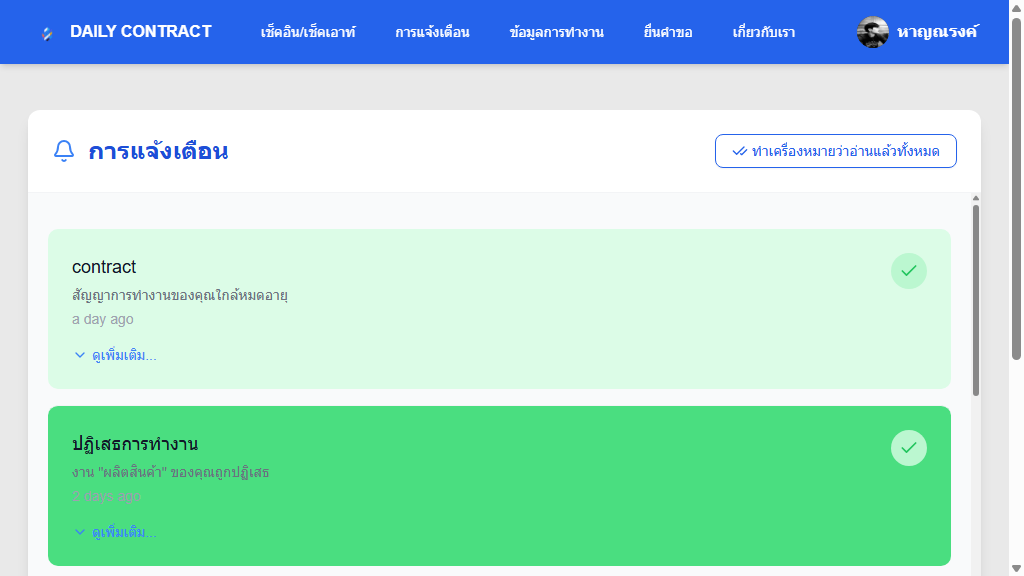 DAILY CONTRACT
เช็คอิน/เช็คเอาท์
การแจ้งเตือน
ข้อมูลการทำงาน
ยื่นคำขอ
เกี่ยวกับเรา
หาญณรงค์
การแจ้งเตือน
ทำเครื่องหมายว่าอ่านแล้วทั้งหมด
contract
สัญญาการทำงานของคุณใกล้หมดอายุ
a day ago
ดูเพิ่มเติม...
ปฏิเสธการทำงาน
งาน "ผลิตสินค้า" ของคุณถูกปฏิเสธ
2 days ago
ดูเพิ่มเติม...